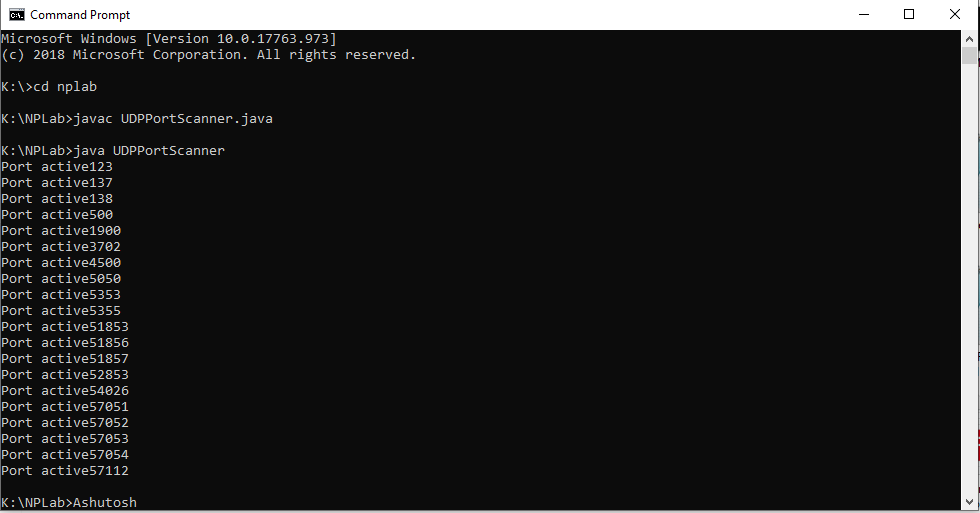 Command Prompt
Microsoft Windows [Version 10.0.17763.973]
(c) 2018 Microsoft Corporation. All rights reserved.
K:\>cd nplab
K:\NPLab>javac UDPPortScanner.java
K:\NPLab>java UDPPortScanner
Port active123
Port active137
Port active138
Port active500
Port active1900
Port active3702
Port active4500
Port active5050
Port active5353
Port active5355
Port active51853
Port active51856
Port active51857
Port active52853
Port active54026
Port active57051
Port active57052
Port active57053
Port active57054
Port active57112
K:\NPLab>Ashutosh